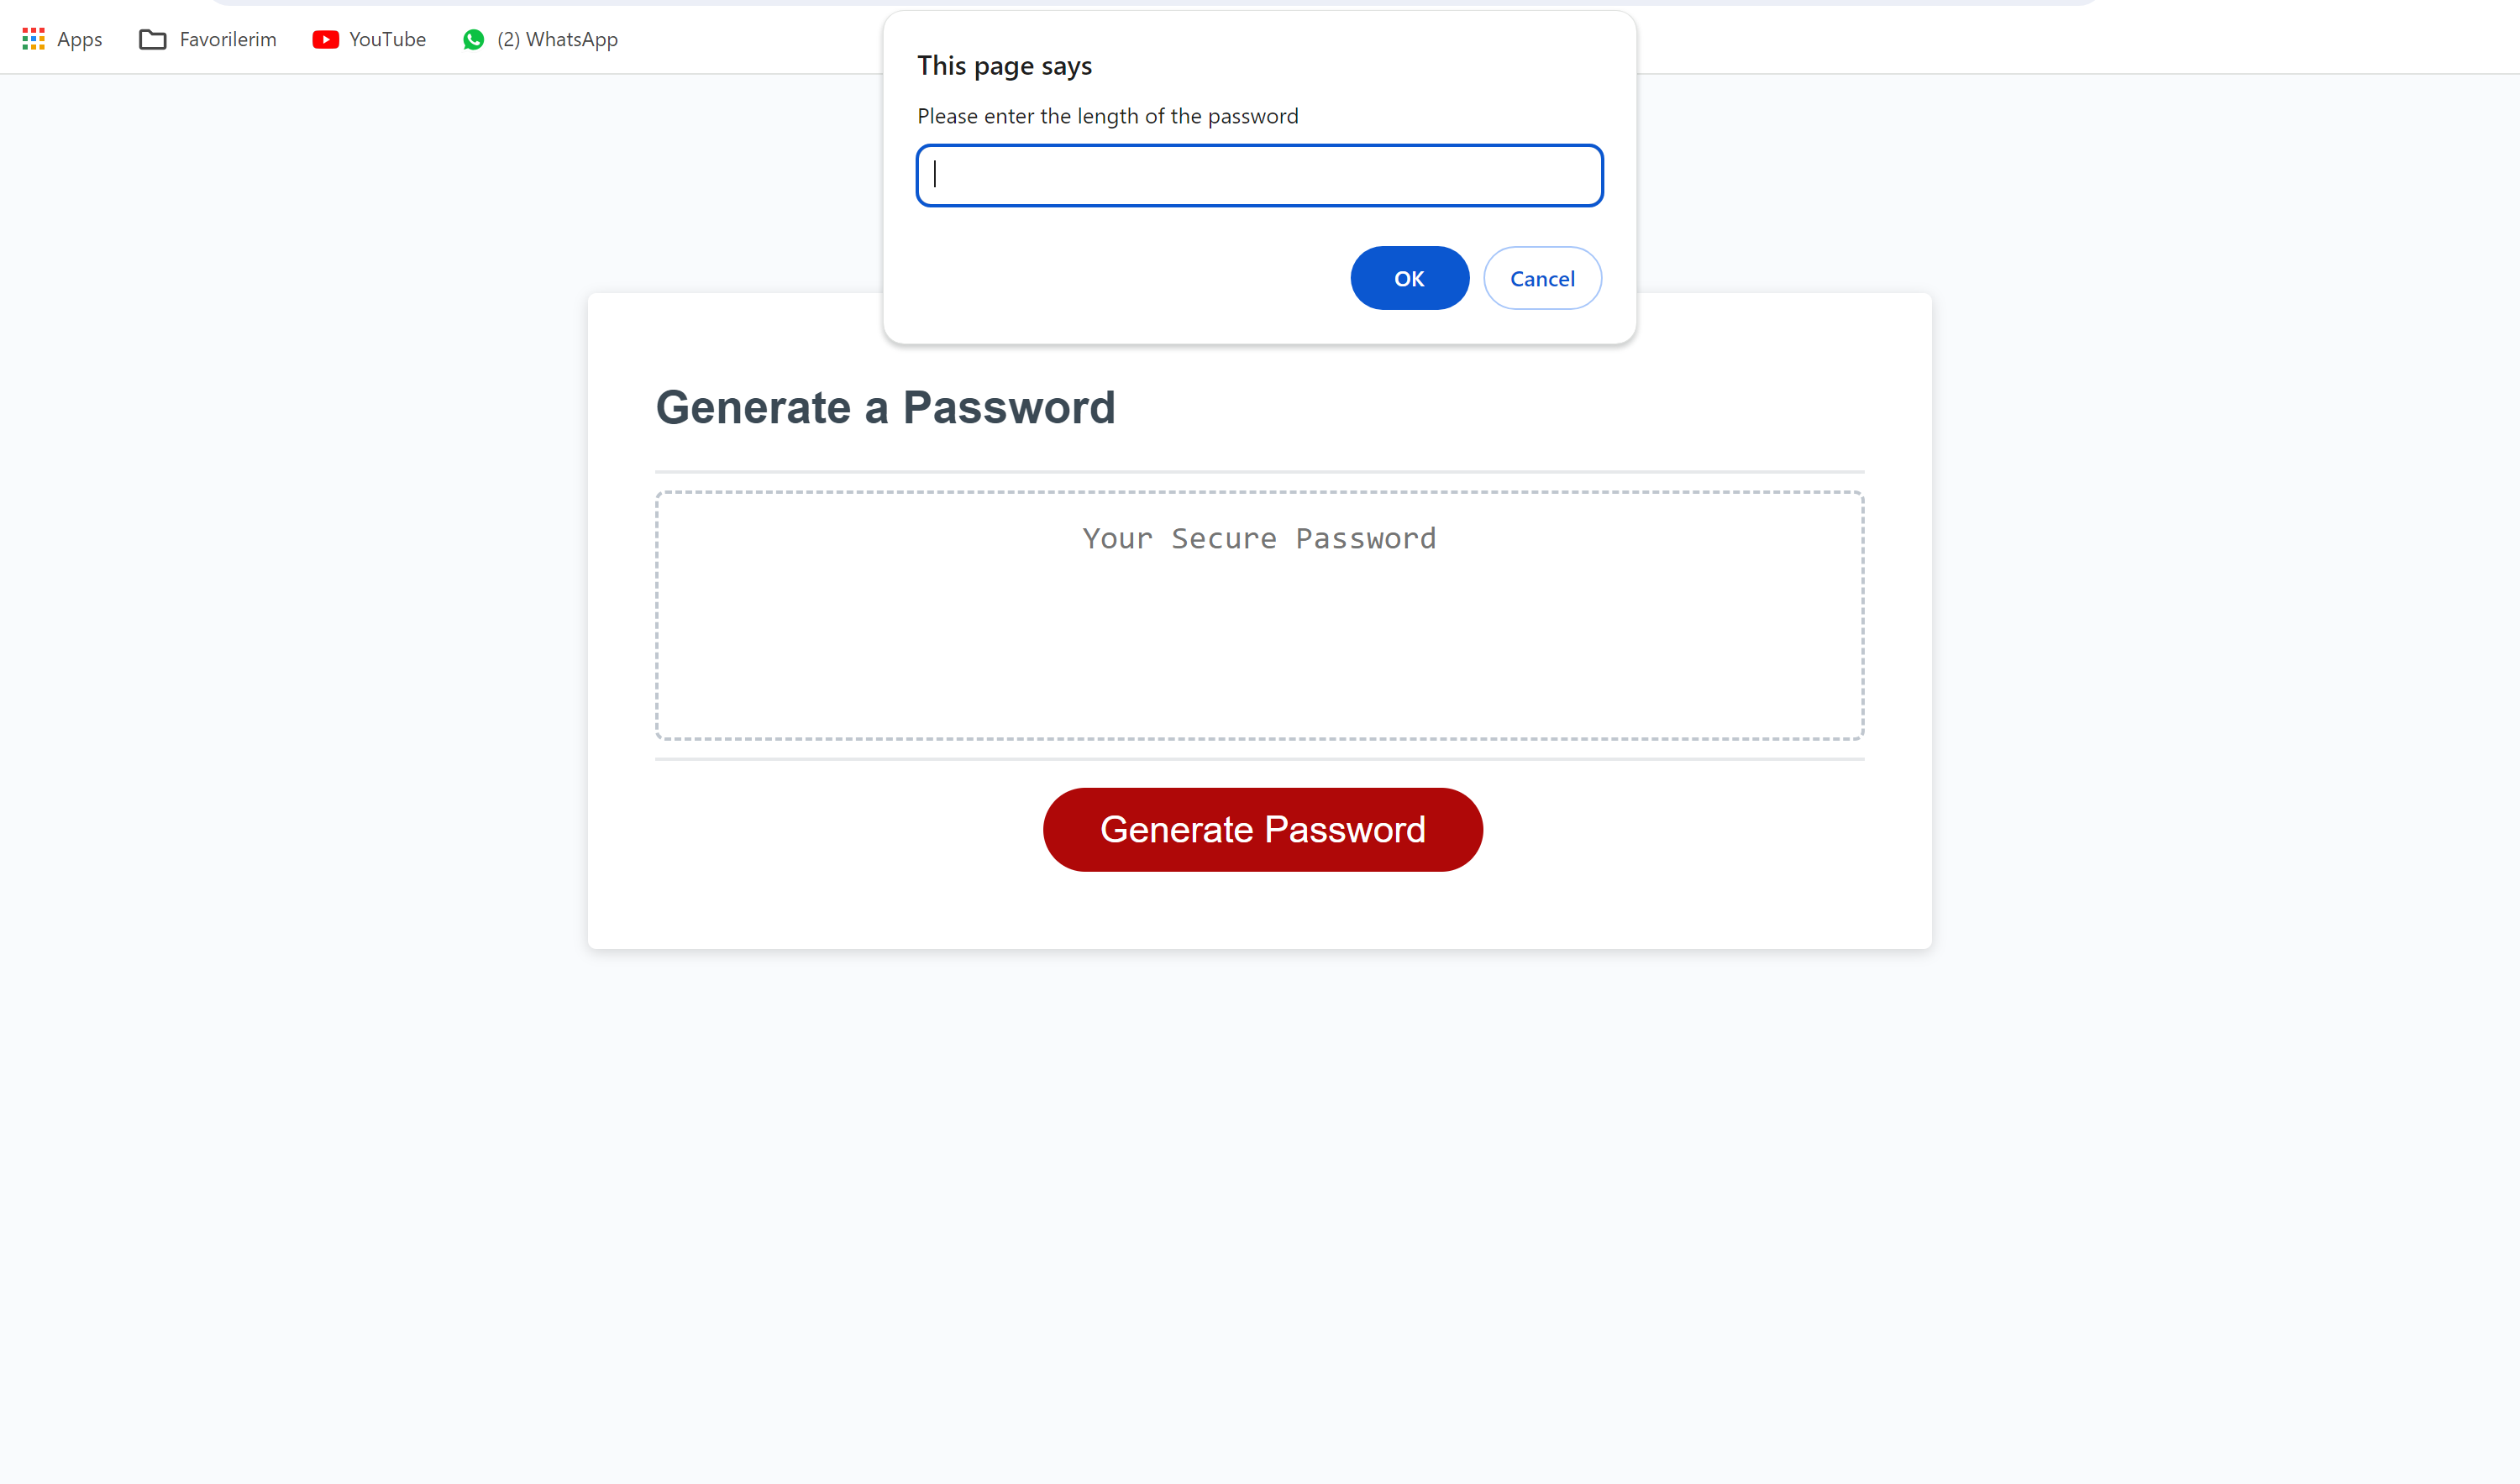 Apps Favorilerim YouTube (2) WhatsApp
This page says
Please enter the length of the password
OK Cancel
Generate a Password
Your Secure Password
Generate Password